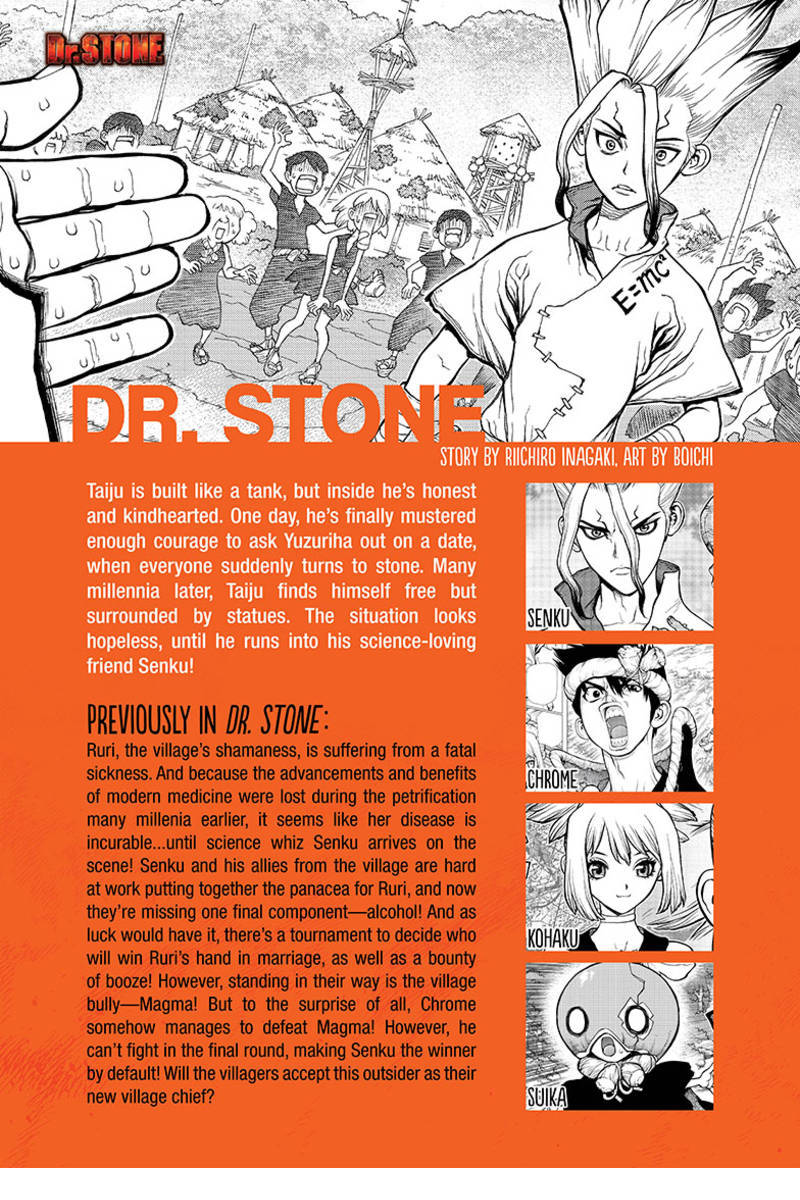 Dr.STONE
E=mc²
DR. STONE
STORY BY RIICHIRO INAGAKI, ART BY BOICHI
Taiju is built like a tank, but inside he's honest
and kindhearted. One day, he's finally mustered
enough courage to ask Yuzuriha out on a date,
when everyone suddenly turns to stone. Many
millennia later, Taiju finds himself free but
surrounded by statues. The situation looks
hopeless, until he runs into his science-loving
friend Senku!
PREVIOUSLY IN DR. STONE:
Ruri, the village's shamaness, is suffering from a fatal
sickness. And because the advancements and benefits
of modern medicine were lost during the petrification
many millenia earlier, it seems like her disease is
incurable...until science whiz Senku arrives on the
scene! Senku and his allies from the village are hard
at work putting together the panacea for Ruri, and now
they're missing one final component—alcohol! And as
luck would have it, there's a tournament to decide who
will win Ruri's hand in marriage, as well as a bounty
of booze! However, standing in their way is the village
bully—Magma! But to the surprise of all, Chrome
somehow manages to defeat Magma! However, he
can't fight in the final round, making Senku the winner
by default! Will the villagers accept this outsider as their
new village chief?
SENKU
CHROME
KOHAKU
SUIKA